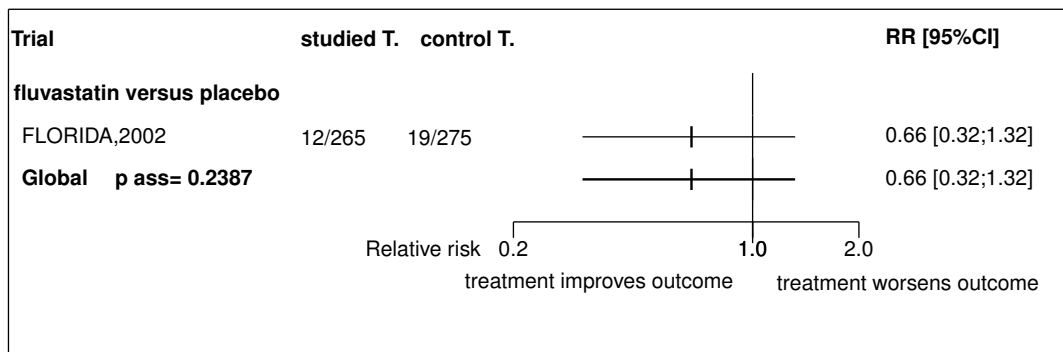 Trial studied T. control T. RR [95%CI]
fluvastatin versus placebo
FLORIDA,2002 12/265 19/275 0.66 [0.32;1.32]
Global p ass= 0.2387 0.66 [0.32;1.32]
Relative risk 0.2 1.0 2.0
treatment improves outcome treatment worsens outcome